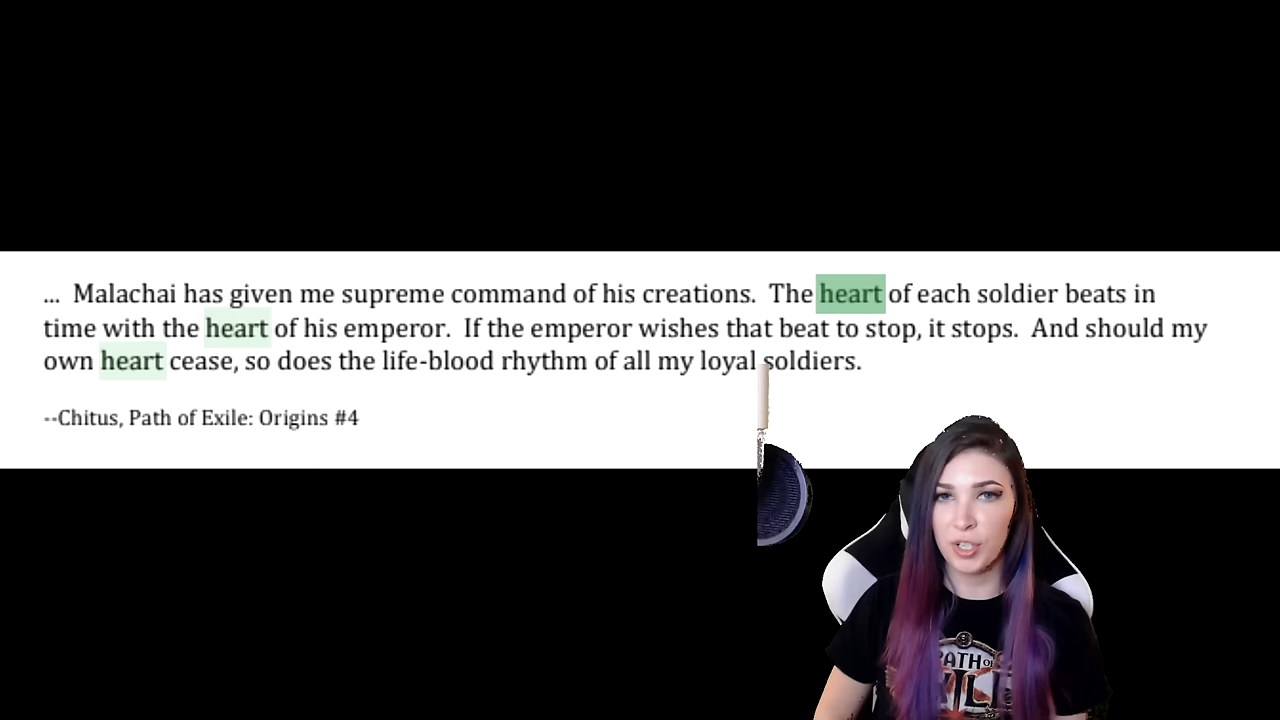 ... Malachai has given me supreme command of his creations. The heart of each soldier beats in
time with the heart of his emperor. If the emperor wishes that beat to stop, it stops. And should my
own heart cease, so does the life-blood rhythm of all my loyal soldiers.
--Chitus, Path of Exile: Origins #4
PATH OF